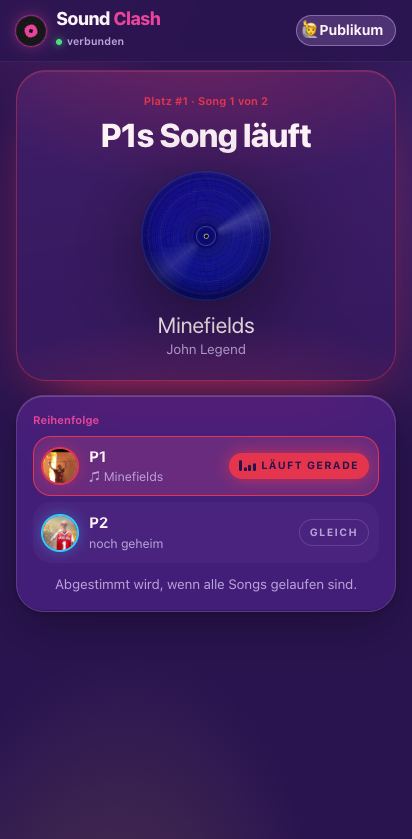 Sound Clash
verbunden
🙋 Publikum
Platz #1 · Song 1 von 2
P1s Song läuft
Minefields
John Legend
Reihenfolge
P1
🎵 Minefields
LÄUFT GERADE
P2
noch geheim
GLEICH
Abgestimmt wird, wenn alle Songs gelaufen sind.